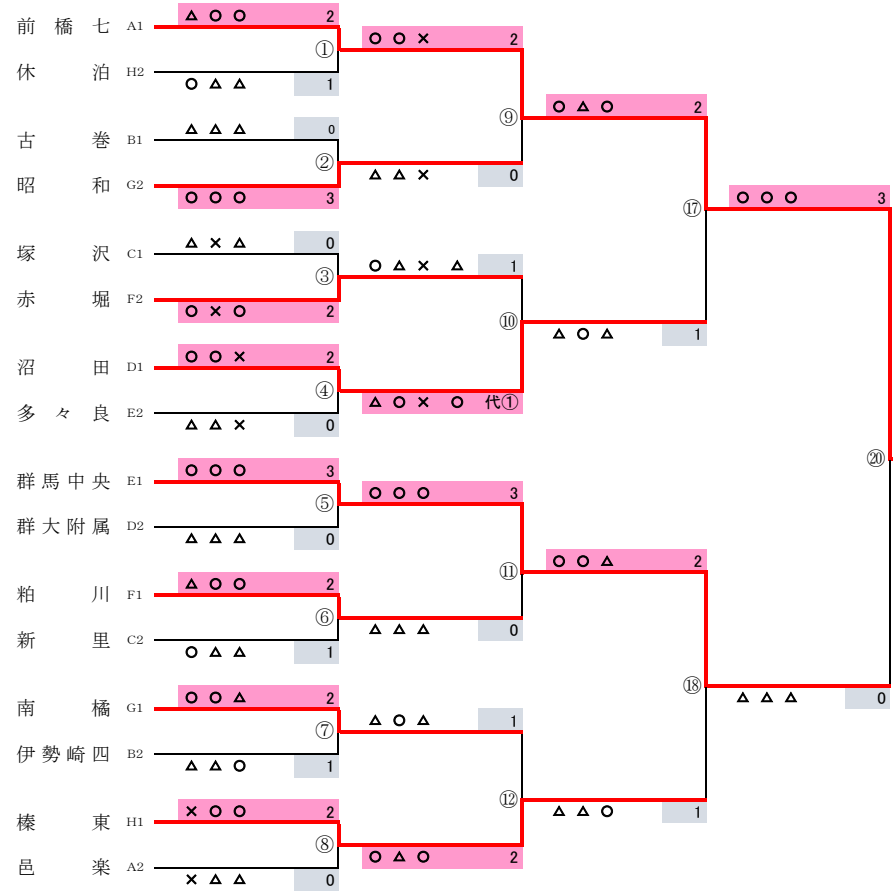 △ ○ ○ 2
前橋七 A1
○ ○ × 2
①
休泊 H2
○ △ △ 1
○ △ ○ 2
⑨
△ △ △ 0
古巻 B1
②
△ △ × 0
昭和 G2
○ ○ ○ 3
○ ○ ○ 3
⑰
△ × △ 0
塚沢 C1
○ △ × △ 1
③
赤堀 F2
○ × ○ 2
⑩
△ ○ △ 1
○ ○ × 2
沼田 D1
④
△ ○ × ○ 代①
多々良 E2
△ △ × 0
⑳
○ ○ ○ 3
群馬中央 E1
○ ○ ○ 3
⑤
群大附属 D2
△ △ △ 0
○ ○ △ 2
⑪
△ ○ ○ 2
粕川 F1
⑥
△ △ △ 0
新里 C2
○ △ △ 1
⑱
△ △ △ 0
○ ○ △ 2
南橘 G1
△ ○ △ 1
⑦
伊勢崎四 B2
△ △ ○ 1
⑫
△ △ ○ 1
× ○ ○ 2
榛東 H1
⑧
○ △ ○ 2
邑楽 A2
× △ △ 0